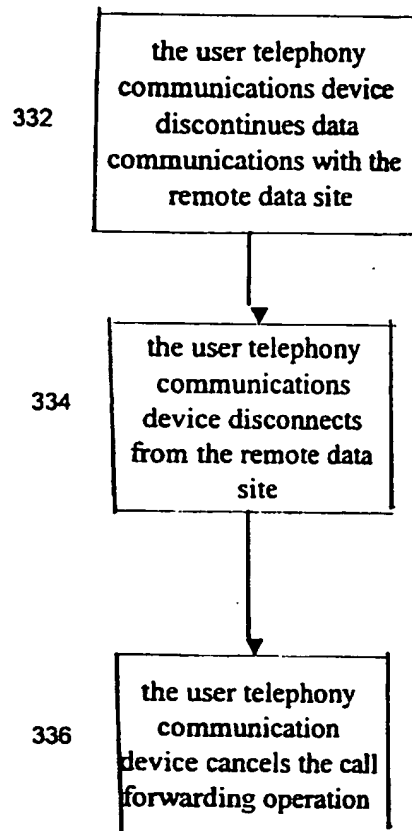 the user telephony
communications device
332
discontinues data
communications with the
remote data site
the user telephony
communications
334
device disconnects
from the remote data
site
the user telephony
communication
336
device cancels the call
forwarding operation